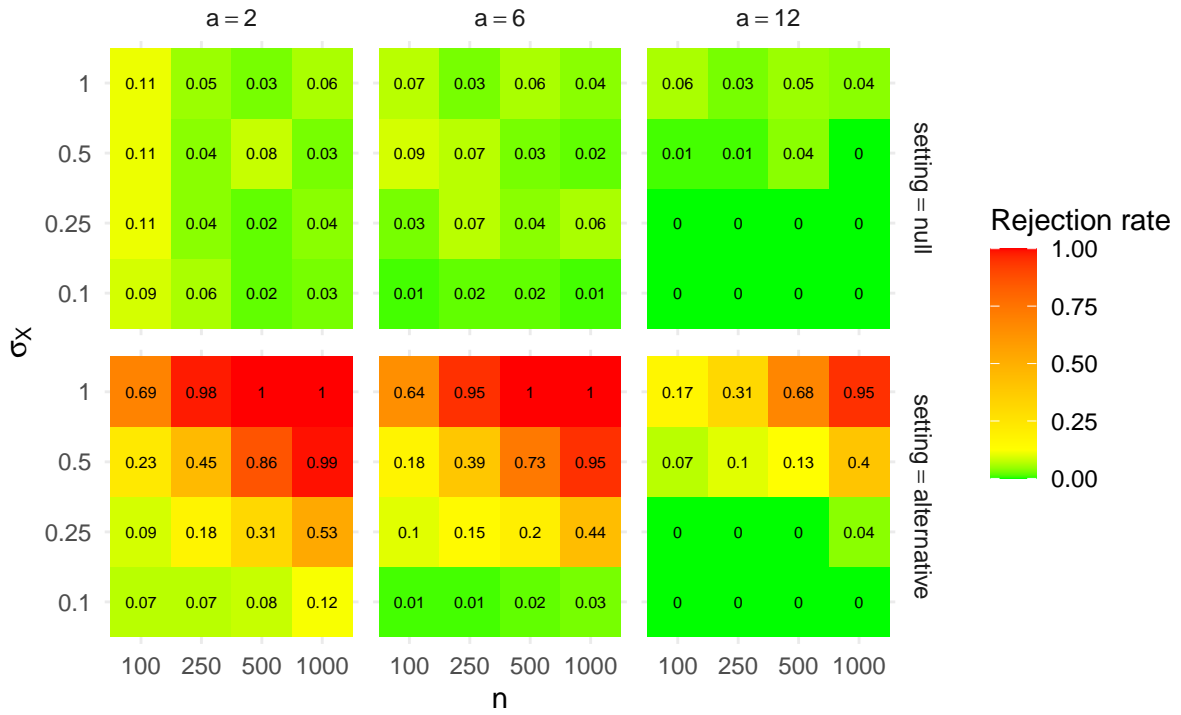 a = 2 a = 6 a = 12
1 0.11 0.05 0.03 0.06 0.07 0.03 0.06 0.04 0.06 0.03 0.05 0.04
0.5 0.11 0.04 0.08 0.03 0.09 0.07 0.03 0.02 0.01 0.01 0.04 0
0.25 0.11 0.04 0.02 0.04 0.03 0.07 0.04 0.06 0 0 0 0
0.1 0.09 0.06 0.02 0.03 0.01 0.02 0.02 0.01 0 0 0 0
setting = null
σX
1 0.69 0.98 1 1 0.64 0.95 1 1 0.17 0.31 0.68 0.95
0.5 0.23 0.45 0.86 0.99 0.18 0.39 0.73 0.95 0.07 0.1 0.13 0.4
0.25 0.09 0.18 0.31 0.53 0.1 0.15 0.2 0.44 0 0 0 0.04
0.1 0.07 0.07 0.08 0.12 0.01 0.01 0.02 0.03 0 0 0 0
setting = alternative
100 250 500 1000 100 250 500 1000 100 250 500 1000
n
Rejection rate
1.00
0.75
0.50
0.25
0.00